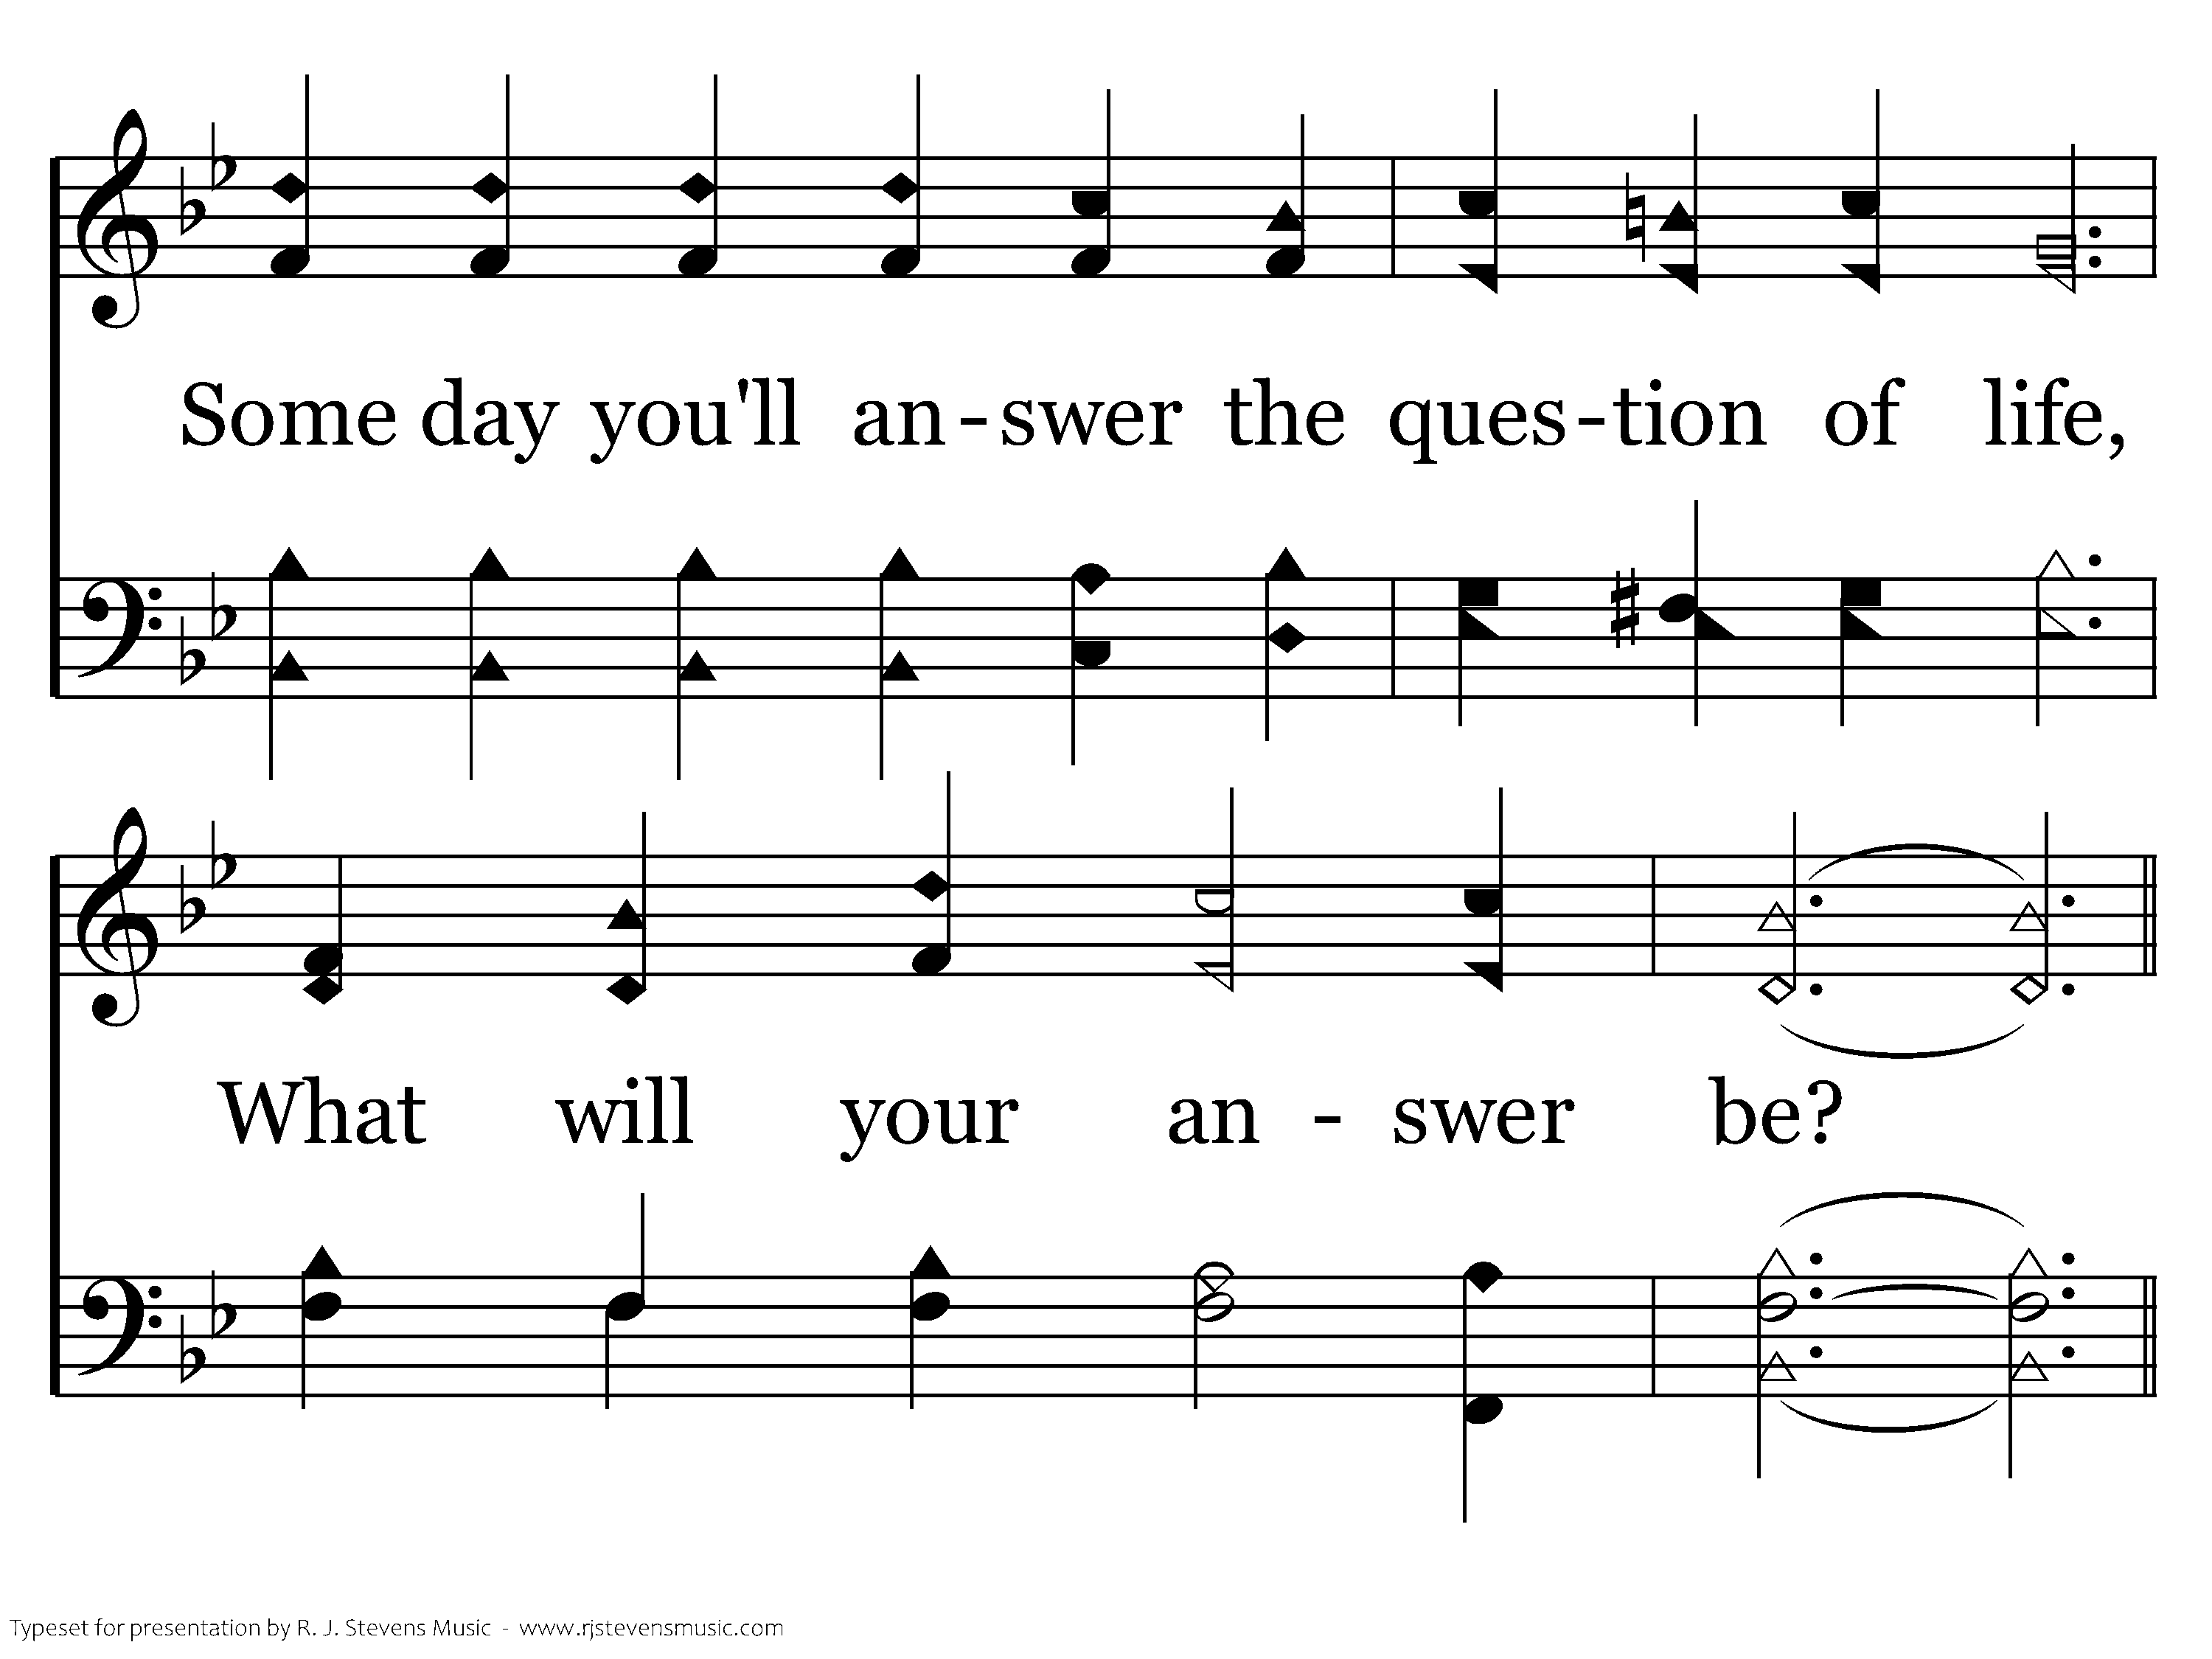 Some day you'll an-swer the ques-tion of life,
What will your an - swer be?
Typeset for presentation by R. J. Stevens Music - www.rjstevensmusic.com